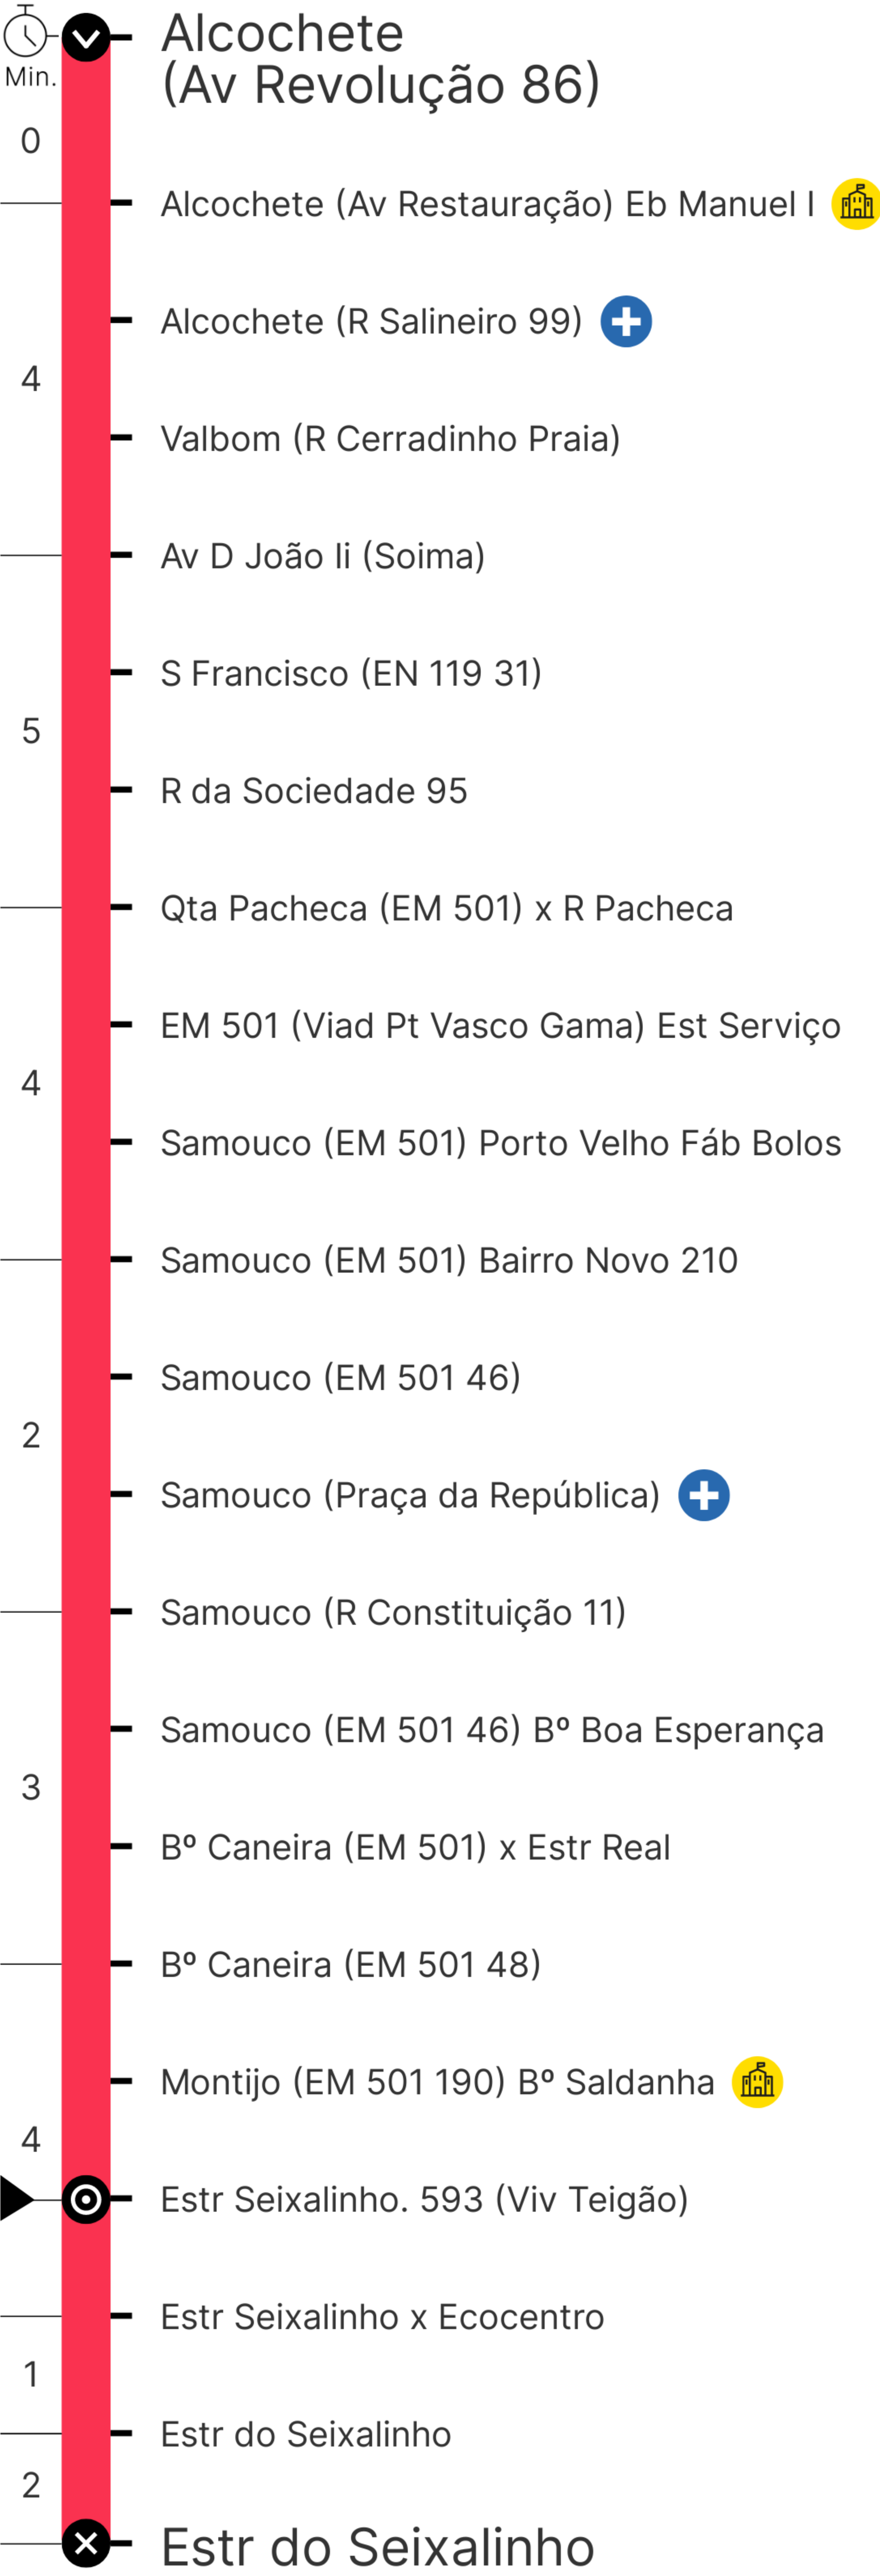 Min.
Alcochete
(Av Revolução 86)
0
Alcochete (Av Restauração) Eb Manuel I
Alcochete (R Salineiro 99)
4
Valbom (R Cerradinho Praia)
Av D João Ii (Soima)
S Francisco (EN 119 31)
5
R da Sociedade 95
Qta Pacheca (EM 501) x R Pacheca
EM 501 (Viad Pt Vasco Gama) Est Serviço
4
Samouco (EM 501) Porto Velho Fáb Bolos
Samouco (EM 501) Bairro Novo 210
Samouco (EM 501 46)
2
Samouco (Praça da República)
Samouco (R Constituição 11)
Samouco (EM 501 46) Bº Boa Esperança
3
Bº Caneira (EM 501) x Estr Real
Bº Caneira (EM 501 48)
Montijo (EM 501 190) Bº Saldanha
4
Estr Seixalinho. 593 (Viv Teigão)
Estr Seixalinho x Ecocentro
1
Estr do Seixalinho
2
Estr do Seixalinho